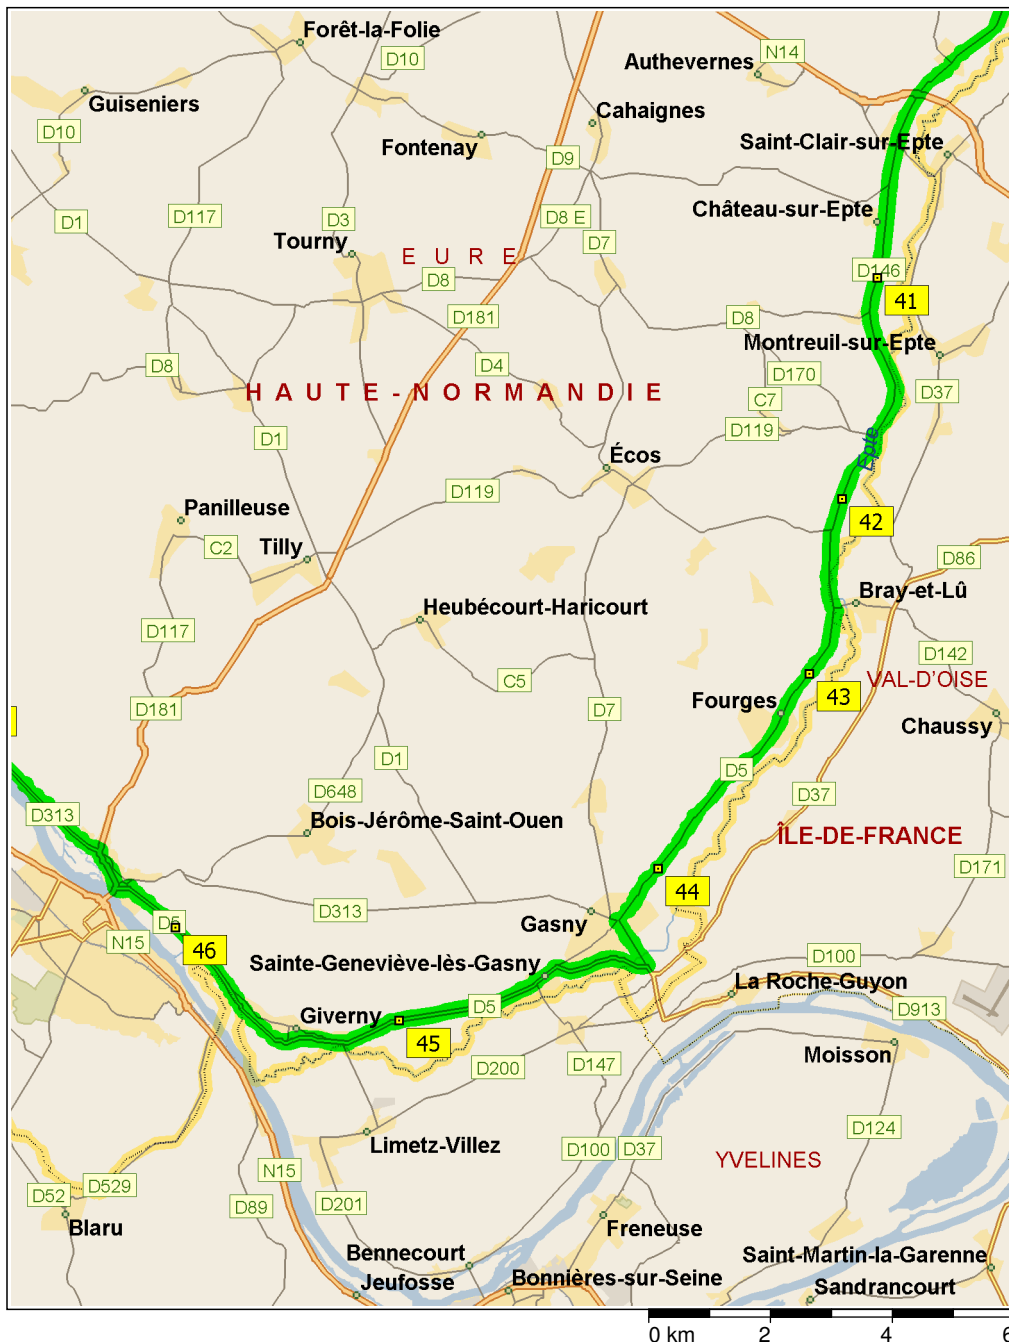 Forêt-la-Folie
D10
N14
Authevernes
Guiseniers
Cahaignes
D10
Fontenay
Saint-Clair-sur-Epte
D9
D1
D117
D3
D8 E
Château-sur-Epte
Tourny
EURE
D7
D8
D146
41
D181
D8
Montreuil-sur-Epte
D8
D4
D170
HAUTE-NORMANDIE
C7
D37
D1
D119
Epte
Écos
D119
Panilleuse
42
C2
Tilly
D86
Bray-et-Lû
Heubécourt-Haricourt
D117
D142
C5
VAL-D'OISE
43
D181
D7
Fourges
Chaussy
D1
D5
D648
D37
D313
Bois-Jérôme-Saint-Ouen
ÎLE-DE-FRANCE
D171
44
D313
D5
Gasny
N15
46
Sainte-Geneviève-lès-Gasny
D100
La Roche-Guyon
D5
D913
Giverny
45
Moisson
D200
D147
D124
Limetz-Villez
D100
D37
YVELINES
N15
D52
D529
D89
D201
Blaru
Freneuse
Bennecourt
Saint-Martin-la-Garenne
Jeufosse
Bonnières-sur-Seine
Sandrancourt
0 km
2
4
6